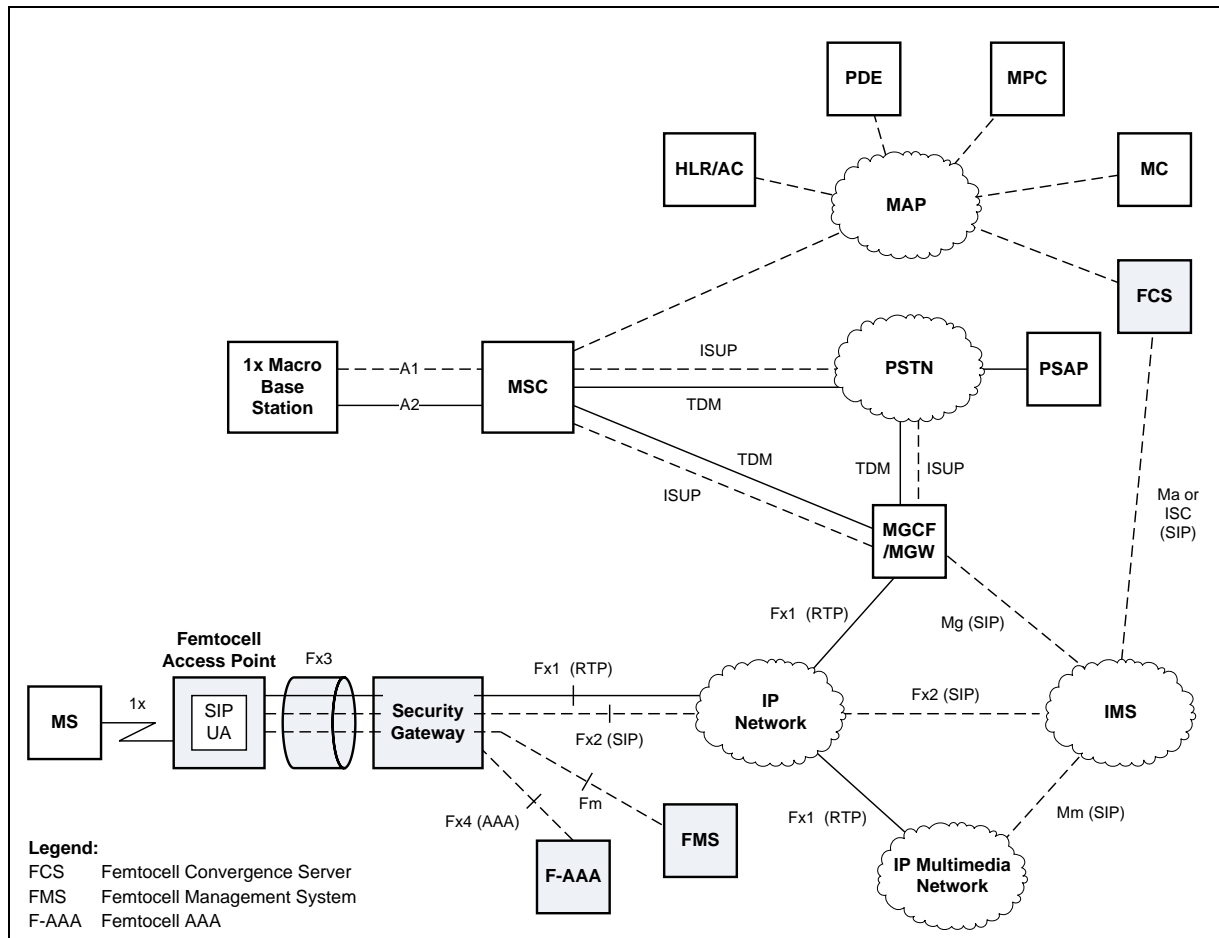 PDE
MPC
HLR/AC
MC
MAP
FCS
1x Macro
Base
Station
A1
A2
MSC
ISUP
TDM
PSTN
PSAP
TDM
ISUP
TDM
ISUP
Ma or
ISC
(SIP)
MGCF
/MGW
Fx1 (RTP)
Mg (SIP)
Femtocell
Access Point
Fx3
MS
1x
SIP
UA
Security
Gateway
Fx1 (RTP)
Fx2 (SIP)
IP
Network
Fx2 (SIP)
IMS
Fm
Fx4 (AAA)
Fx1 (RTP)
Mm (SIP)
FMS
F-AAA
IP Multimedia
Network
Legend:
FCS Femtocell Convergence Server
FMS Femtocell Management System
F-AAA Femtocell AAA